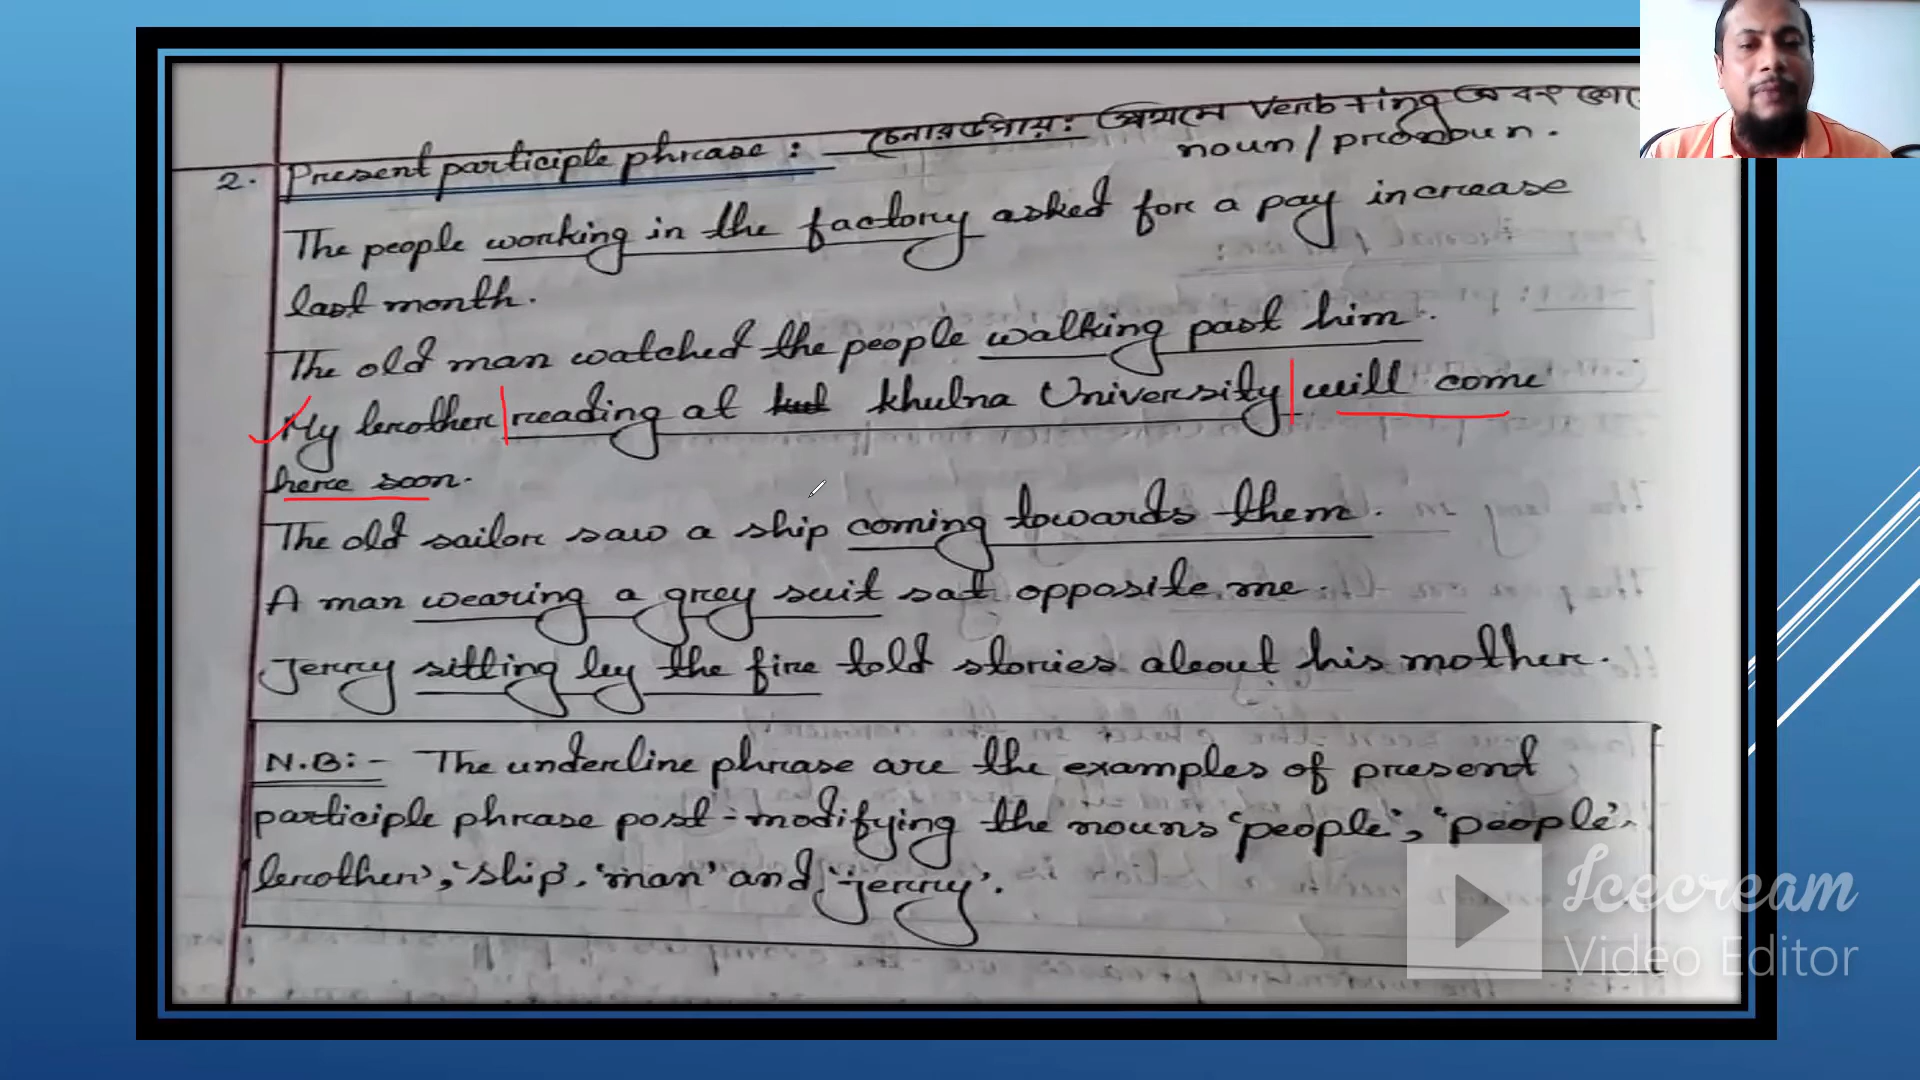 2. Present participle phrase : - চেনার উপায়: প্রথমে Verb + ing
noun / pronoun.
The people working in the factory asked for a pay increase
last month.
The old man watched the people walking past him.
My brother reading at Khulna University will come
here soon.
The old sailor saw a ship coming towards them.
A man wearing a grey suit sat opposite me.
Jerry sitting by the fire told stories about his mother.
N.B:- The underline phrase are the examples of present
participle phrase post-modifying the nouns 'people', 'people',
brother', 'ship', 'man' and 'jerry'.
Icecream
Video Editor